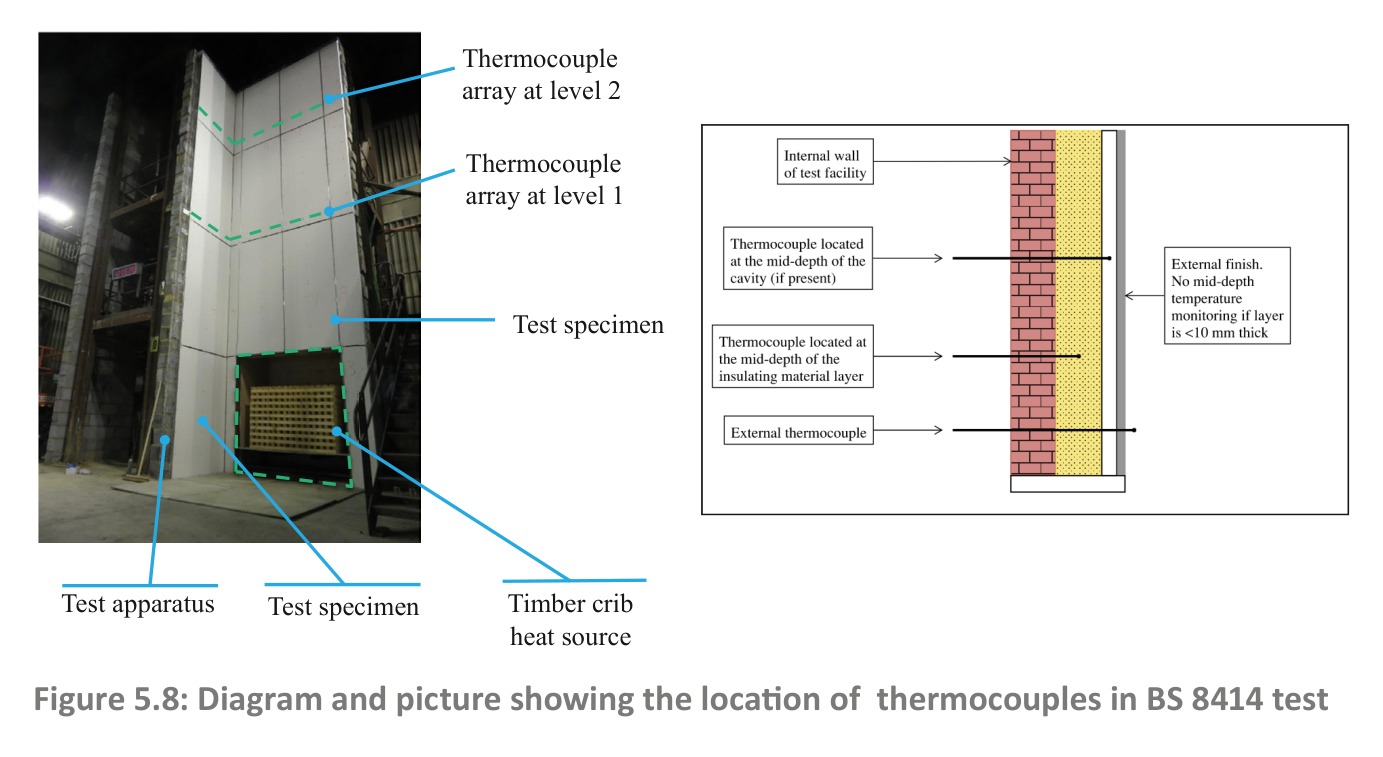 Thermocouple
array at level 2
Thermocouple
array at level 1
Test specimen
Test apparatus
Test specimen
Timber crib
heat source
Internal wall
of test facility
Thermocouple located
at the mid-depth of the
cavity (if present)
Thermocouple located at
the mid-depth of the
insulating material layer
External thermocouple
External finish.
No mid-depth
temperature
monitoring if layer
is <10 mm thick
Figure 5.8: Diagram and picture showing the location of  thermocouples in BS 8414 test